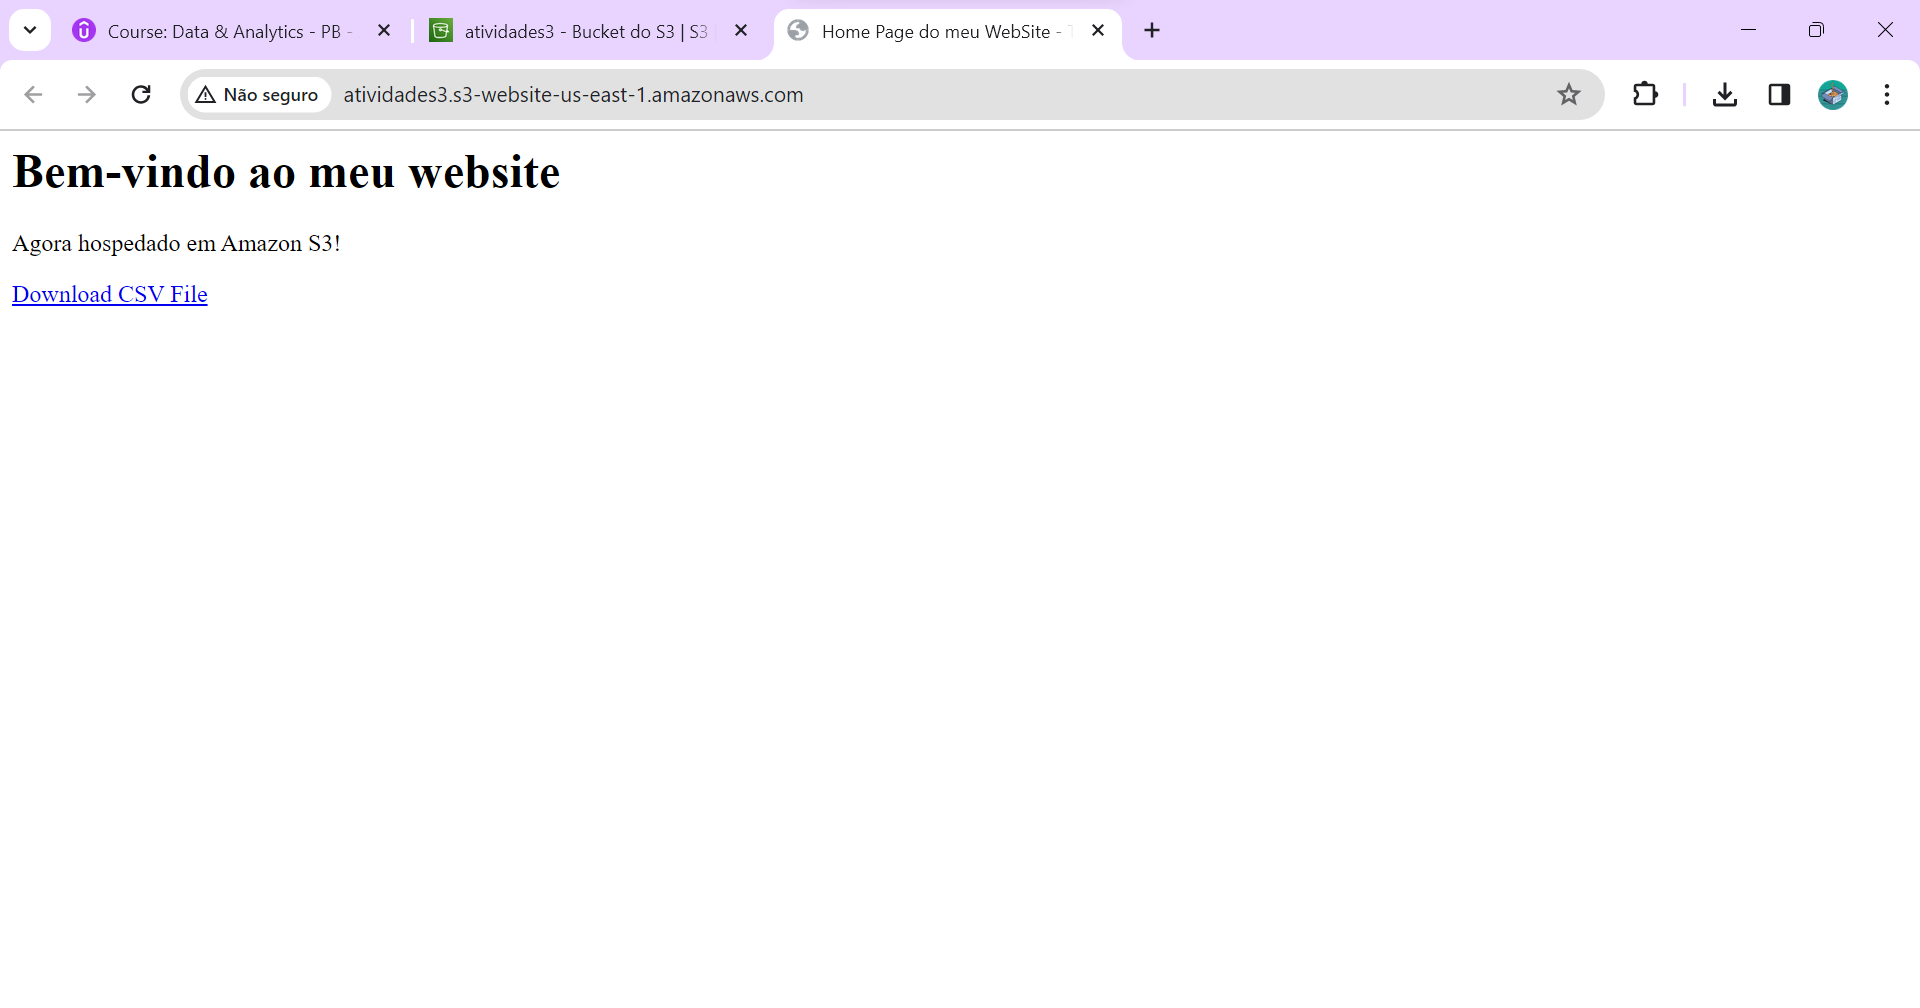 Course: Data & Analytics - PB -
atividades3 - Bucket do S3 | S3
Home Page do meu WebSite -
Não seguro
atividades3.s3-website-us-east-1.amazonaws.com
Bem-vindo ao meu website
Agora hospedado em Amazon S3!
Download CSV File